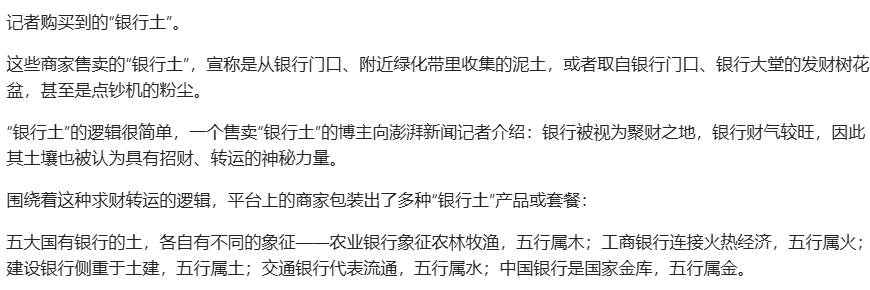 记者购买到的“银行土”。
这些商家售卖的“银行土”，宣称是从银行门口、附近绿化带里收集的泥土，或者取自银行门口、银行大堂的发财树花
盆，甚至是点钞机的粉尘。
“银行土”的逻辑很简单，一个售卖“银行土”的博主向澎湃新闻记者介绍：银行被视为聚财之地，银行财气较旺，因此
其土壤也被认为具有招财、转运的神秘力量。
围绕着这种求财转运的逻辑，平台上的商家包装出了多种“银行土”产品或套餐：
五大国有银行的土，各自有不同的象征——农业银行象征农林牧渔，五行属木；工商银行连接火热经济，五行属火；
建设银行侧重于土建，五行属土；交通银行代表流通，五行属水；中国银行是国家金库，五行属金。